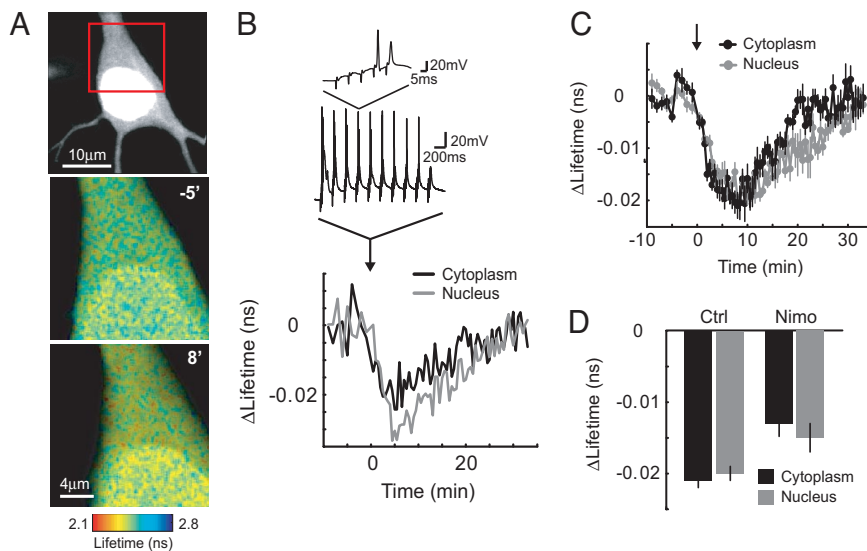 A
10μm
-5'
8'
4μm
2.1
2.8
Lifetime (ns)
B
20mV
5ms
20mV
200ms
Cytoplasm
Nucleus
0
-0.02
ΔLifetime (ns)
0
20
Time (min)
C
Cytoplasm
Nucleus
0
-0.01
-0.02
ΔLifetime (ns)
-10
0
10
20
30
Time (min)
D
Ctrl
Nimo
0
-0.01
-0.02
ΔLifetime (ns)
Cytoplasm
Nucleus